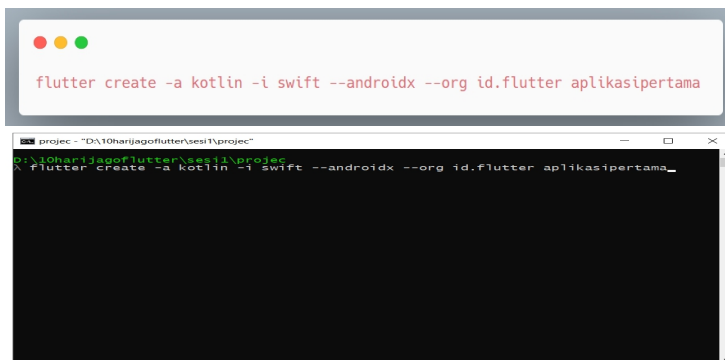 flutter create -a kotlin -i swift --androidx --org id.flutter aplikasipertama
projec - "D:\10harijagoflutter\sesi1\projec"
D:\10harijagoflutter\sesi1\projec
λ flutter create -a kotlin -i swift --androidx --org id.flutter aplikasipertama